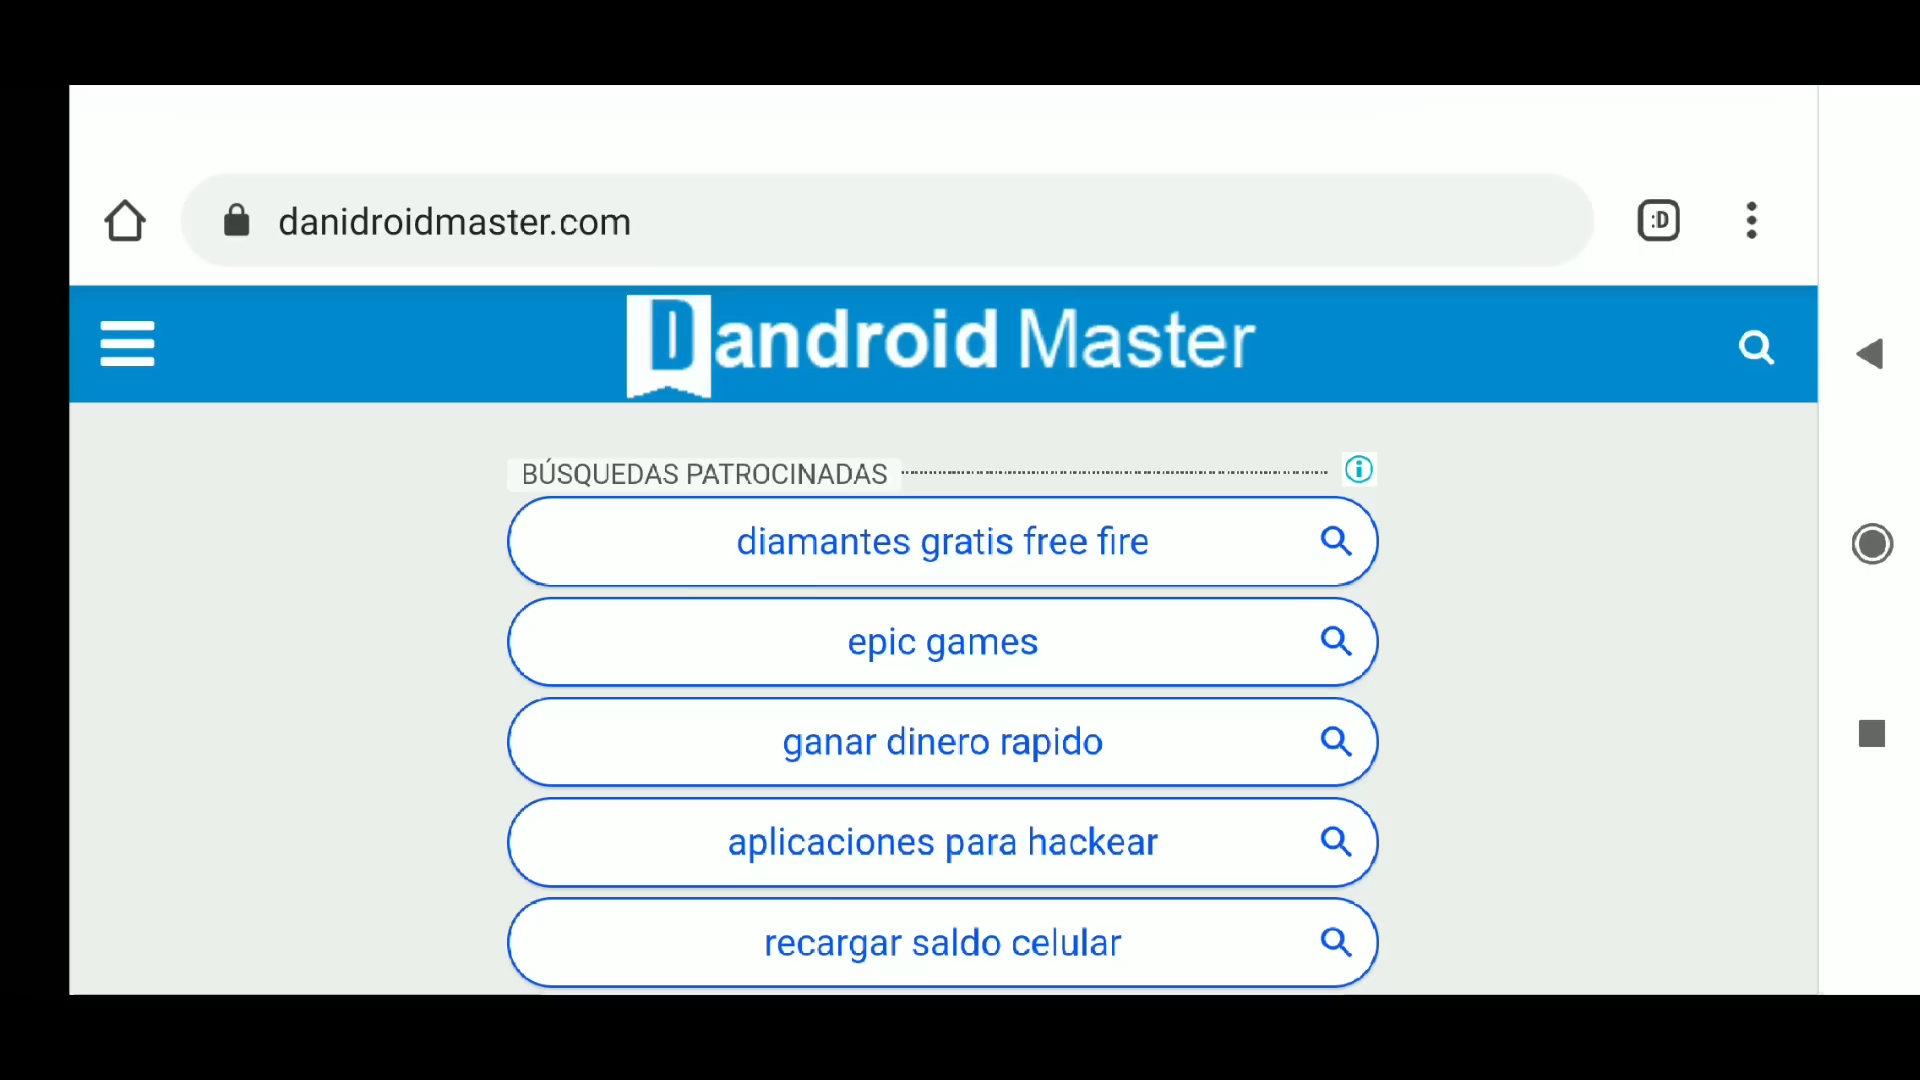 danidroidmaster.com
:D
Dandroid Master
BÚSQUEDAS PATROCINADAS
diamantes gratis free fire
epic games
ganar dinero rapido
aplicaciones para hackear
recargar saldo celular